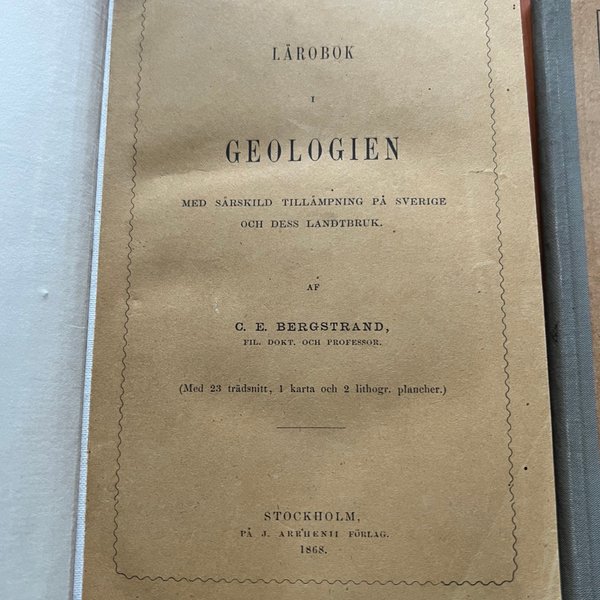 LÄROBOK
I
GEOLOGIEN
MED SÄRSKILD TILLÄMPNING PÅ SVERIGE
OCH DESS LANDTBRUK.
AF
C. E. BERGSTRAND,
FIL. DOKT. OCH PROFESSOR.
(Med 23 trädsnitt, 1 karta och 2 lithogr. plancher.)
STOCKHOLM,
PÅ J. ARRHENII FÖRLAG.
1868.